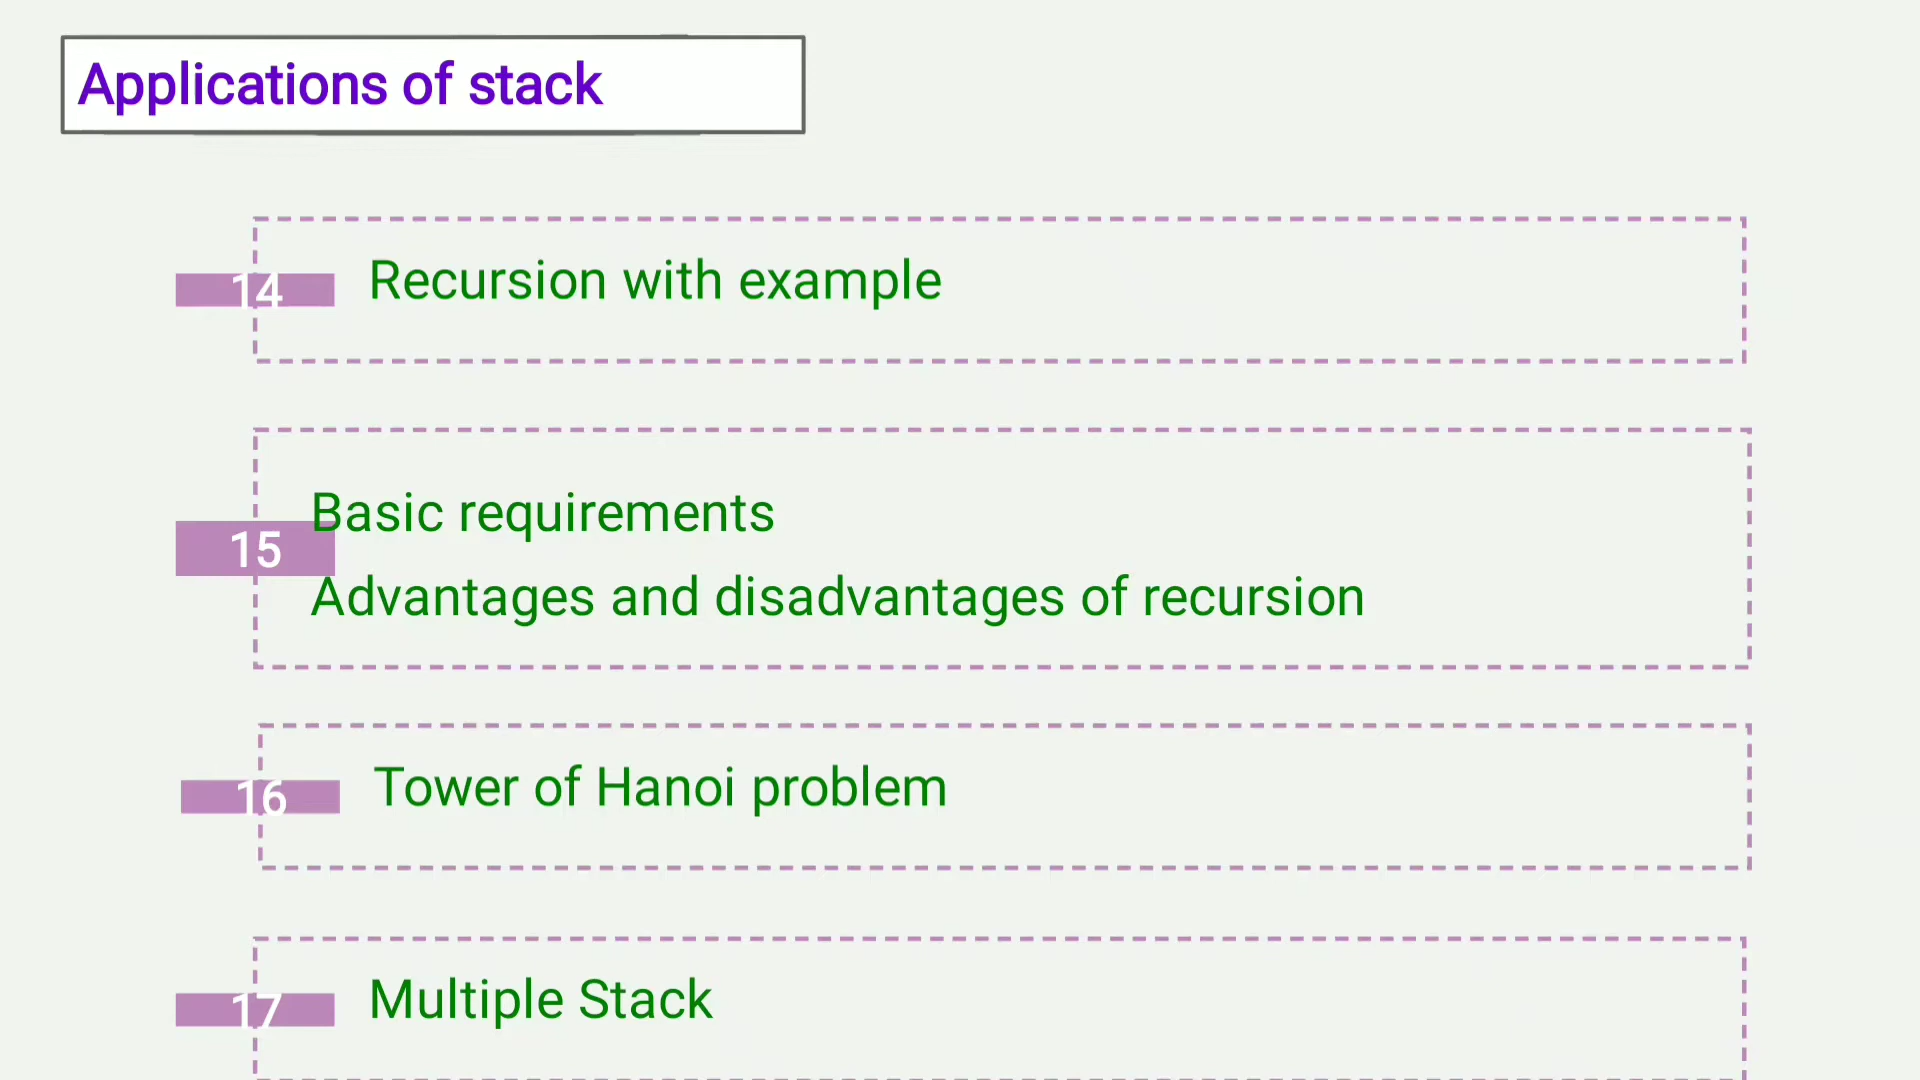 Applications of stack
14 Recursion with example
Basic requirements
15
Advantages and disadvantages of recursion
16 Tower of Hanoi problem
17 Multiple Stack